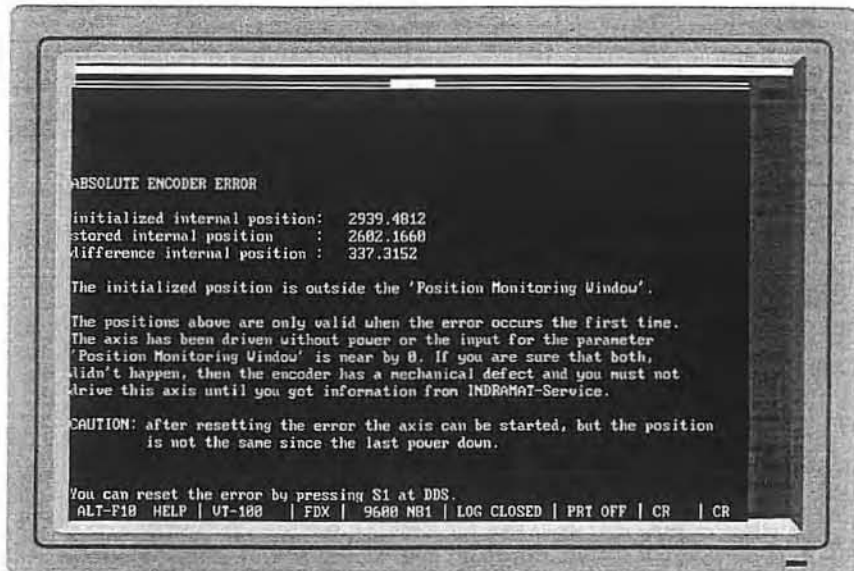 ABSOLUTE ENCODER ERROR
initialized internal position: 2939.4812
stored internal position : 2602.1660
difference internal position : 337.3152
The initialized position is outside the 'Position Monitoring Window'.
The positions above are only valid when the error occurs the first time.
The axis has been driven without power or the input for the parameter
'Position Monitoring Window' is near by 0. If you are sure that both,
didn't happen, then the encoder has a mechanical defect and you must not
drive this axis until you got information from INDRAMAT-Service.
CAUTION: after resetting the error the axis can be started, but the position
is not the same since the last power down.
You can reset the error by pressing S1 at DDS.
ALT-F10 HELP | VT-100 | FDX | 9600 N81 | LOG CLOSED | PRT OFF | CR | CR